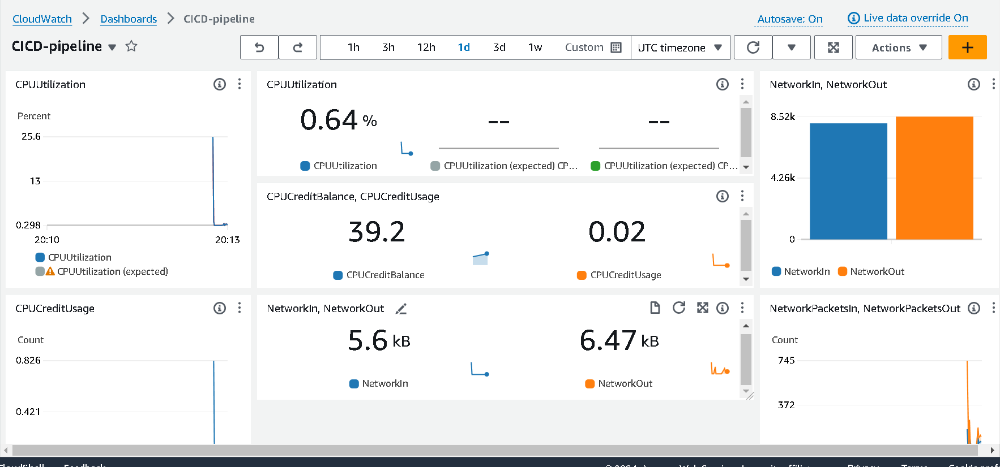 CloudWatch > Dashboards > CICD-pipeline
Autosave: On
Live data override On
CICD-pipeline
1h 3h 12h 1d 3d 1w Custom
UTC timezone
Actions
+
CPUUtilization
Percent
25.6
13
0.298
20:10 20:13
CPUUtilization
CPUUtilization (expected)
CPUUtilization
0.64 % -- --
CPUUtilization CPUUtilization (expected) CP... CPUUtilization (expected) CP...
CPUCreditBalance, CPUCreditUsage
39.2 0.02
CPUCreditBalance CPUCreditUsage
NetworkIn, NetworkOut
8.52k
4.26k
0
NetworkIn NetworkOut
CPUCreditUsage
Count
0.826
0.421
NetworkIn, NetworkOut
5.6 kB 6.47 kB
NetworkIn NetworkOut
NetworkPacketsIn, NetworkPacketsOut
Count
745
372
CloudShell Feedback
Privacy Terms